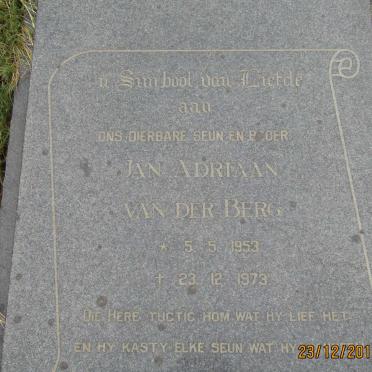 'n Simbool van Liefde
aan
ONS DIERBARE SEUN EN BROER
JAN ADRIAAN
VAN DER BERG
* 5. 5. 1953
† 23. 12. 1973
DIE HERE TUGTIG HOM WAT HY LIEF HET
EN HY KASTY ELKE SEUN WAT HY
23/12/201